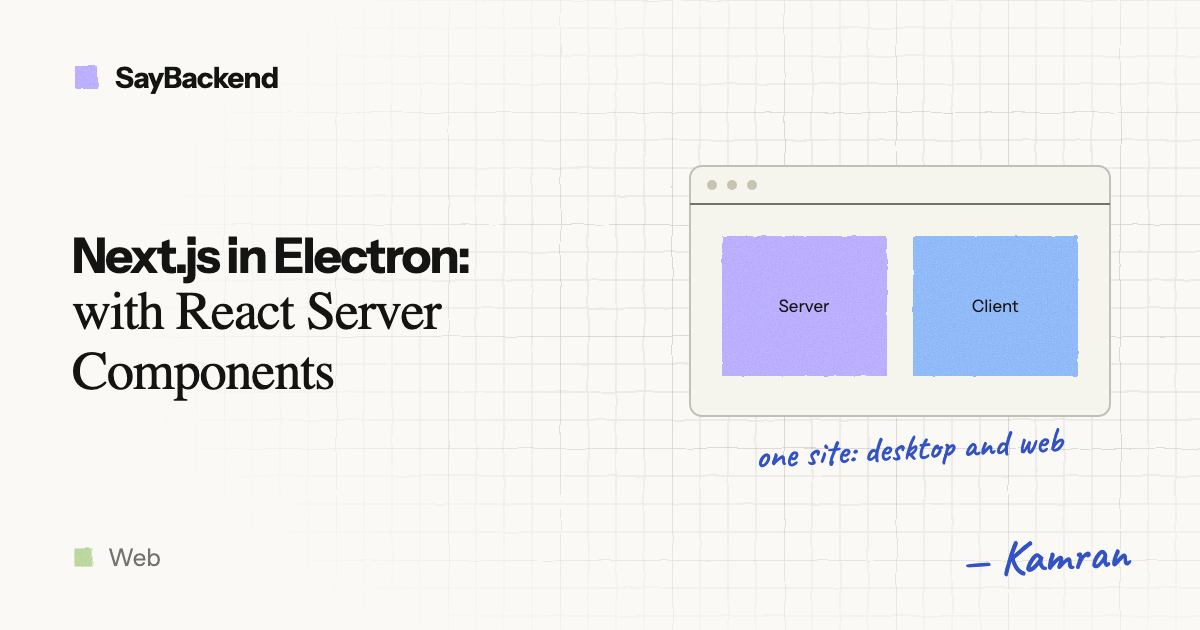 SayBackend
Next.js in Electron:
with React Server
Components
Server
Client
one site: desktop and web
Web
– Kamran